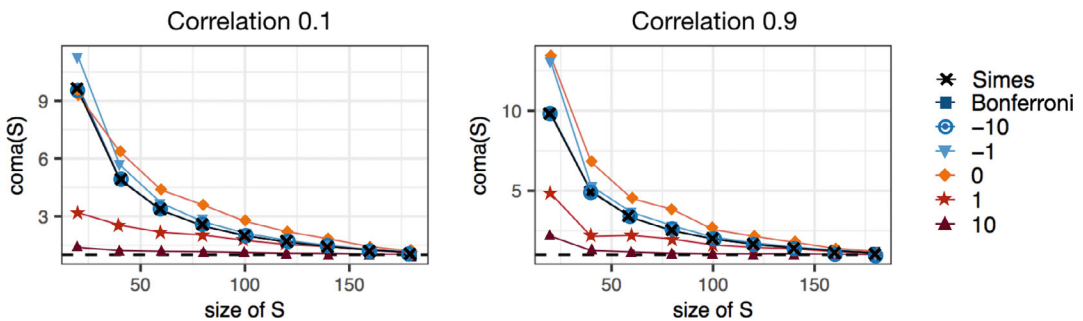 Correlation 0.1
Correlation 0.9
coma(S)
9
6
3
50
100
150
size of S
coma(S)
10
5
50
100
150
size of S
Simes
Bonferroni
−10
−1
0
1
10